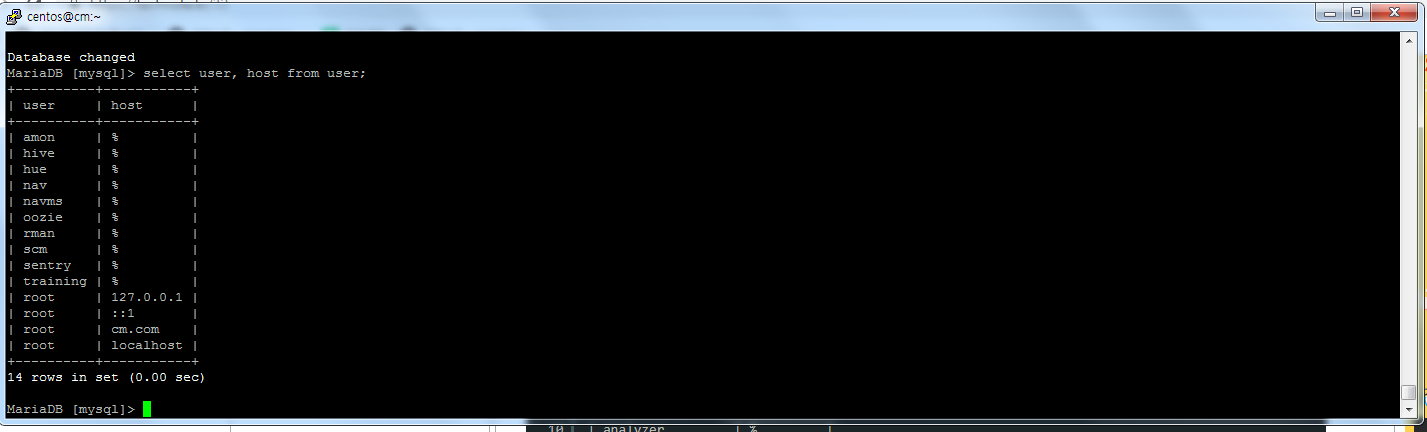 centos@cm:~
Database changed
MariaDB [mysql]> select user, host from user;
+----------+-----------+
| user     | host      |
+----------+-----------+
| amon     | %         |
| hive     | %         |
| hue      | %         |
| nav      | %         |
| navms    | %         |
| oozie    | %         |
| rman     | %         |
| scm      | %         |
| sentry   | %         |
| training | %         |
| root     | 127.0.0.1 |
| root     | ::1       |
| root     | cm.com    |
| root     | localhost |
+----------+-----------+
14 rows in set (0.00 sec)
MariaDB [mysql]>
10 | analyzer | % |